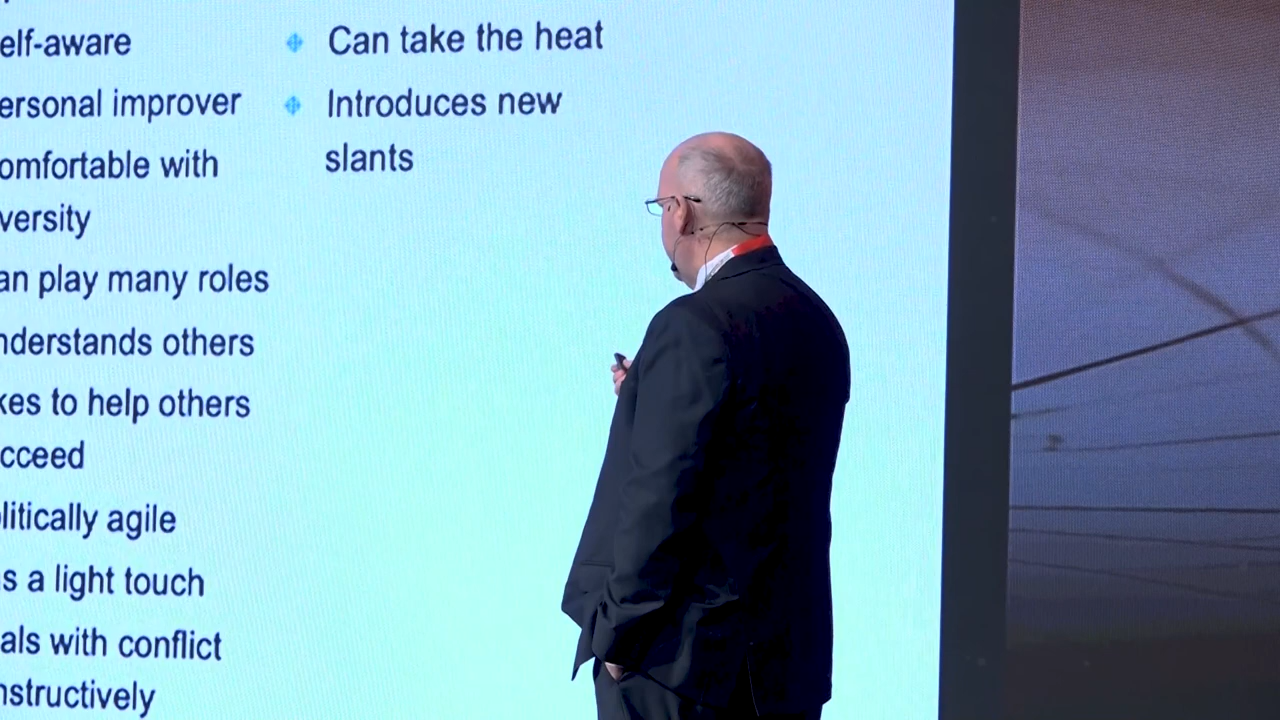 elf-aware
ersonal improver
omfortable with
versity
an play many roles
nderstands others
kes to help others
cceed
litically agile
s a light touch
als with conflict
nstructively
Can take the heat
Introduces new
slants